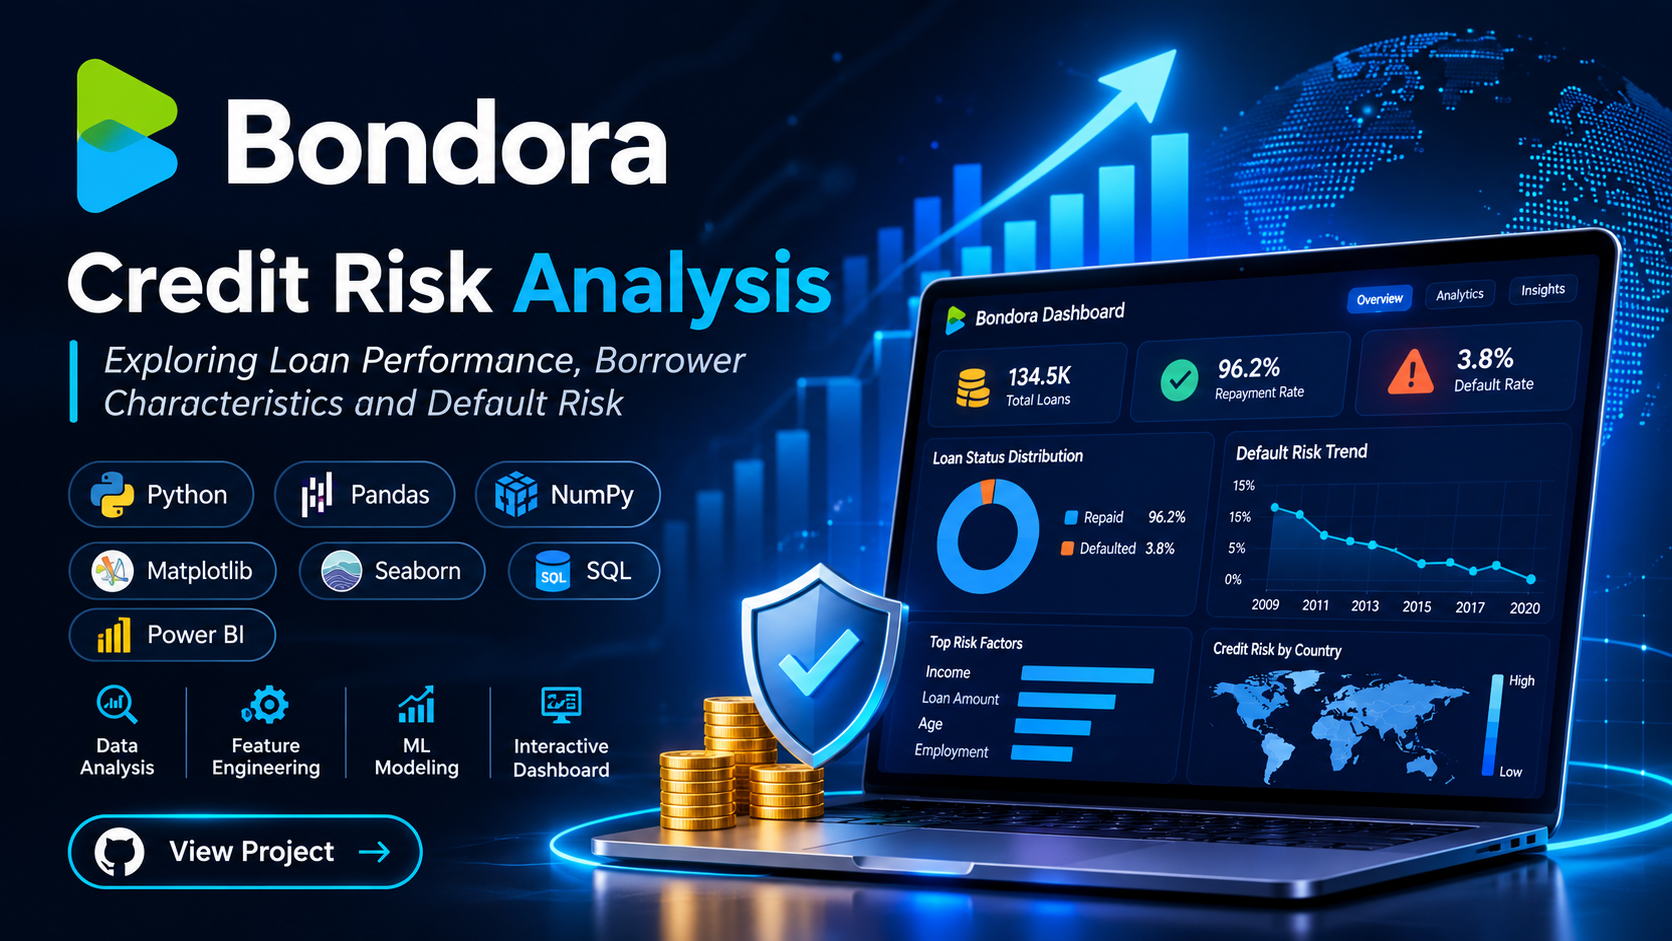 Bondora
Credit Risk Analysis
Exploring Loan Performance, Borrower
Characteristics and Default Risk
Python
Pandas
NumPy
Matplotlib
Seaborn
SQL
SQL
Power BI
Data
Analysis
Feature
Engineering
ML
Modeling
Interactive
Dashboard
View Project
Bondora Dashboard
Overview
Analytics
Insights
134.5K
Total Loans
96.2%
Repayment Rate
3.8%
Default Rate
Loan Status Distribution
Repaid 96.2%
Defaulted 3.8%
Default Risk Trend
15%
15%
5%
0%
2009 2011 2013 2015 2017 2020
Top Risk Factors
Income
Loan Amount
Age
Employment
Credit Risk by Country
High
Low